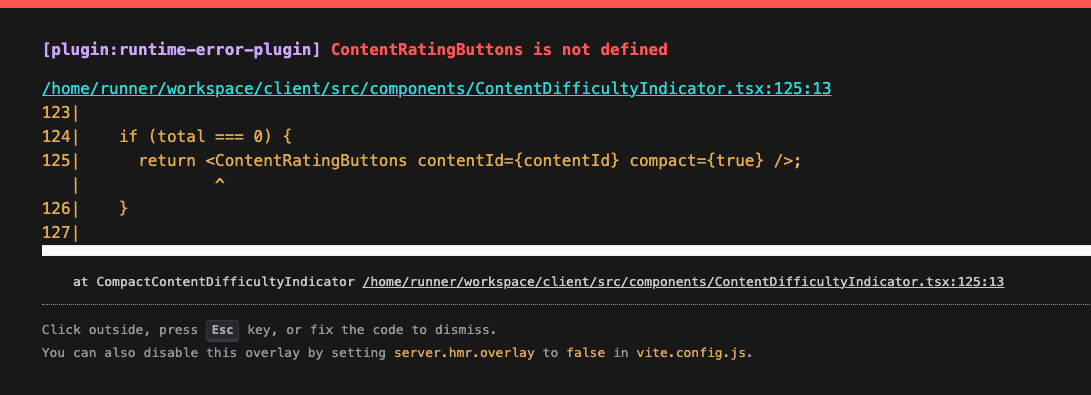 [plugin:runtime-error-plugin] ContentRatingButtons is not defined
/home/runner/workspace/client/src/components/ContentDifficultyIndicator.tsx:125:13
123|
124|    if (total === 0) {
125|      return <ContentRatingButtons contentId={contentId} compact={true} />;
   |              ^
126|    }
127|
at CompactContentDifficultyIndicator /home/runner/workspace/client/src/components/ContentDifficultyIndicator.tsx:125:13
Click outside, press Esc key, or fix the code to dismiss.
You can also disable this overlay by setting server.hmr.overlay to false in vite.config.js.